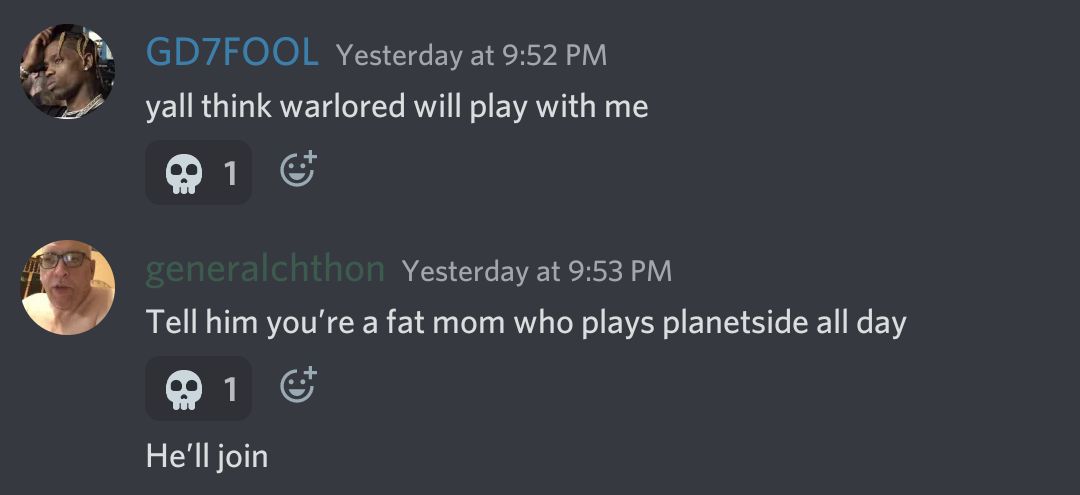 GD7FOOL Yesterday at 9:52 PM
yall think warlored will play with me
1
generalchthon Yesterday at 9:53 PM
Tell him you’re a fat mom who plays planetside all day
1
He’ll join